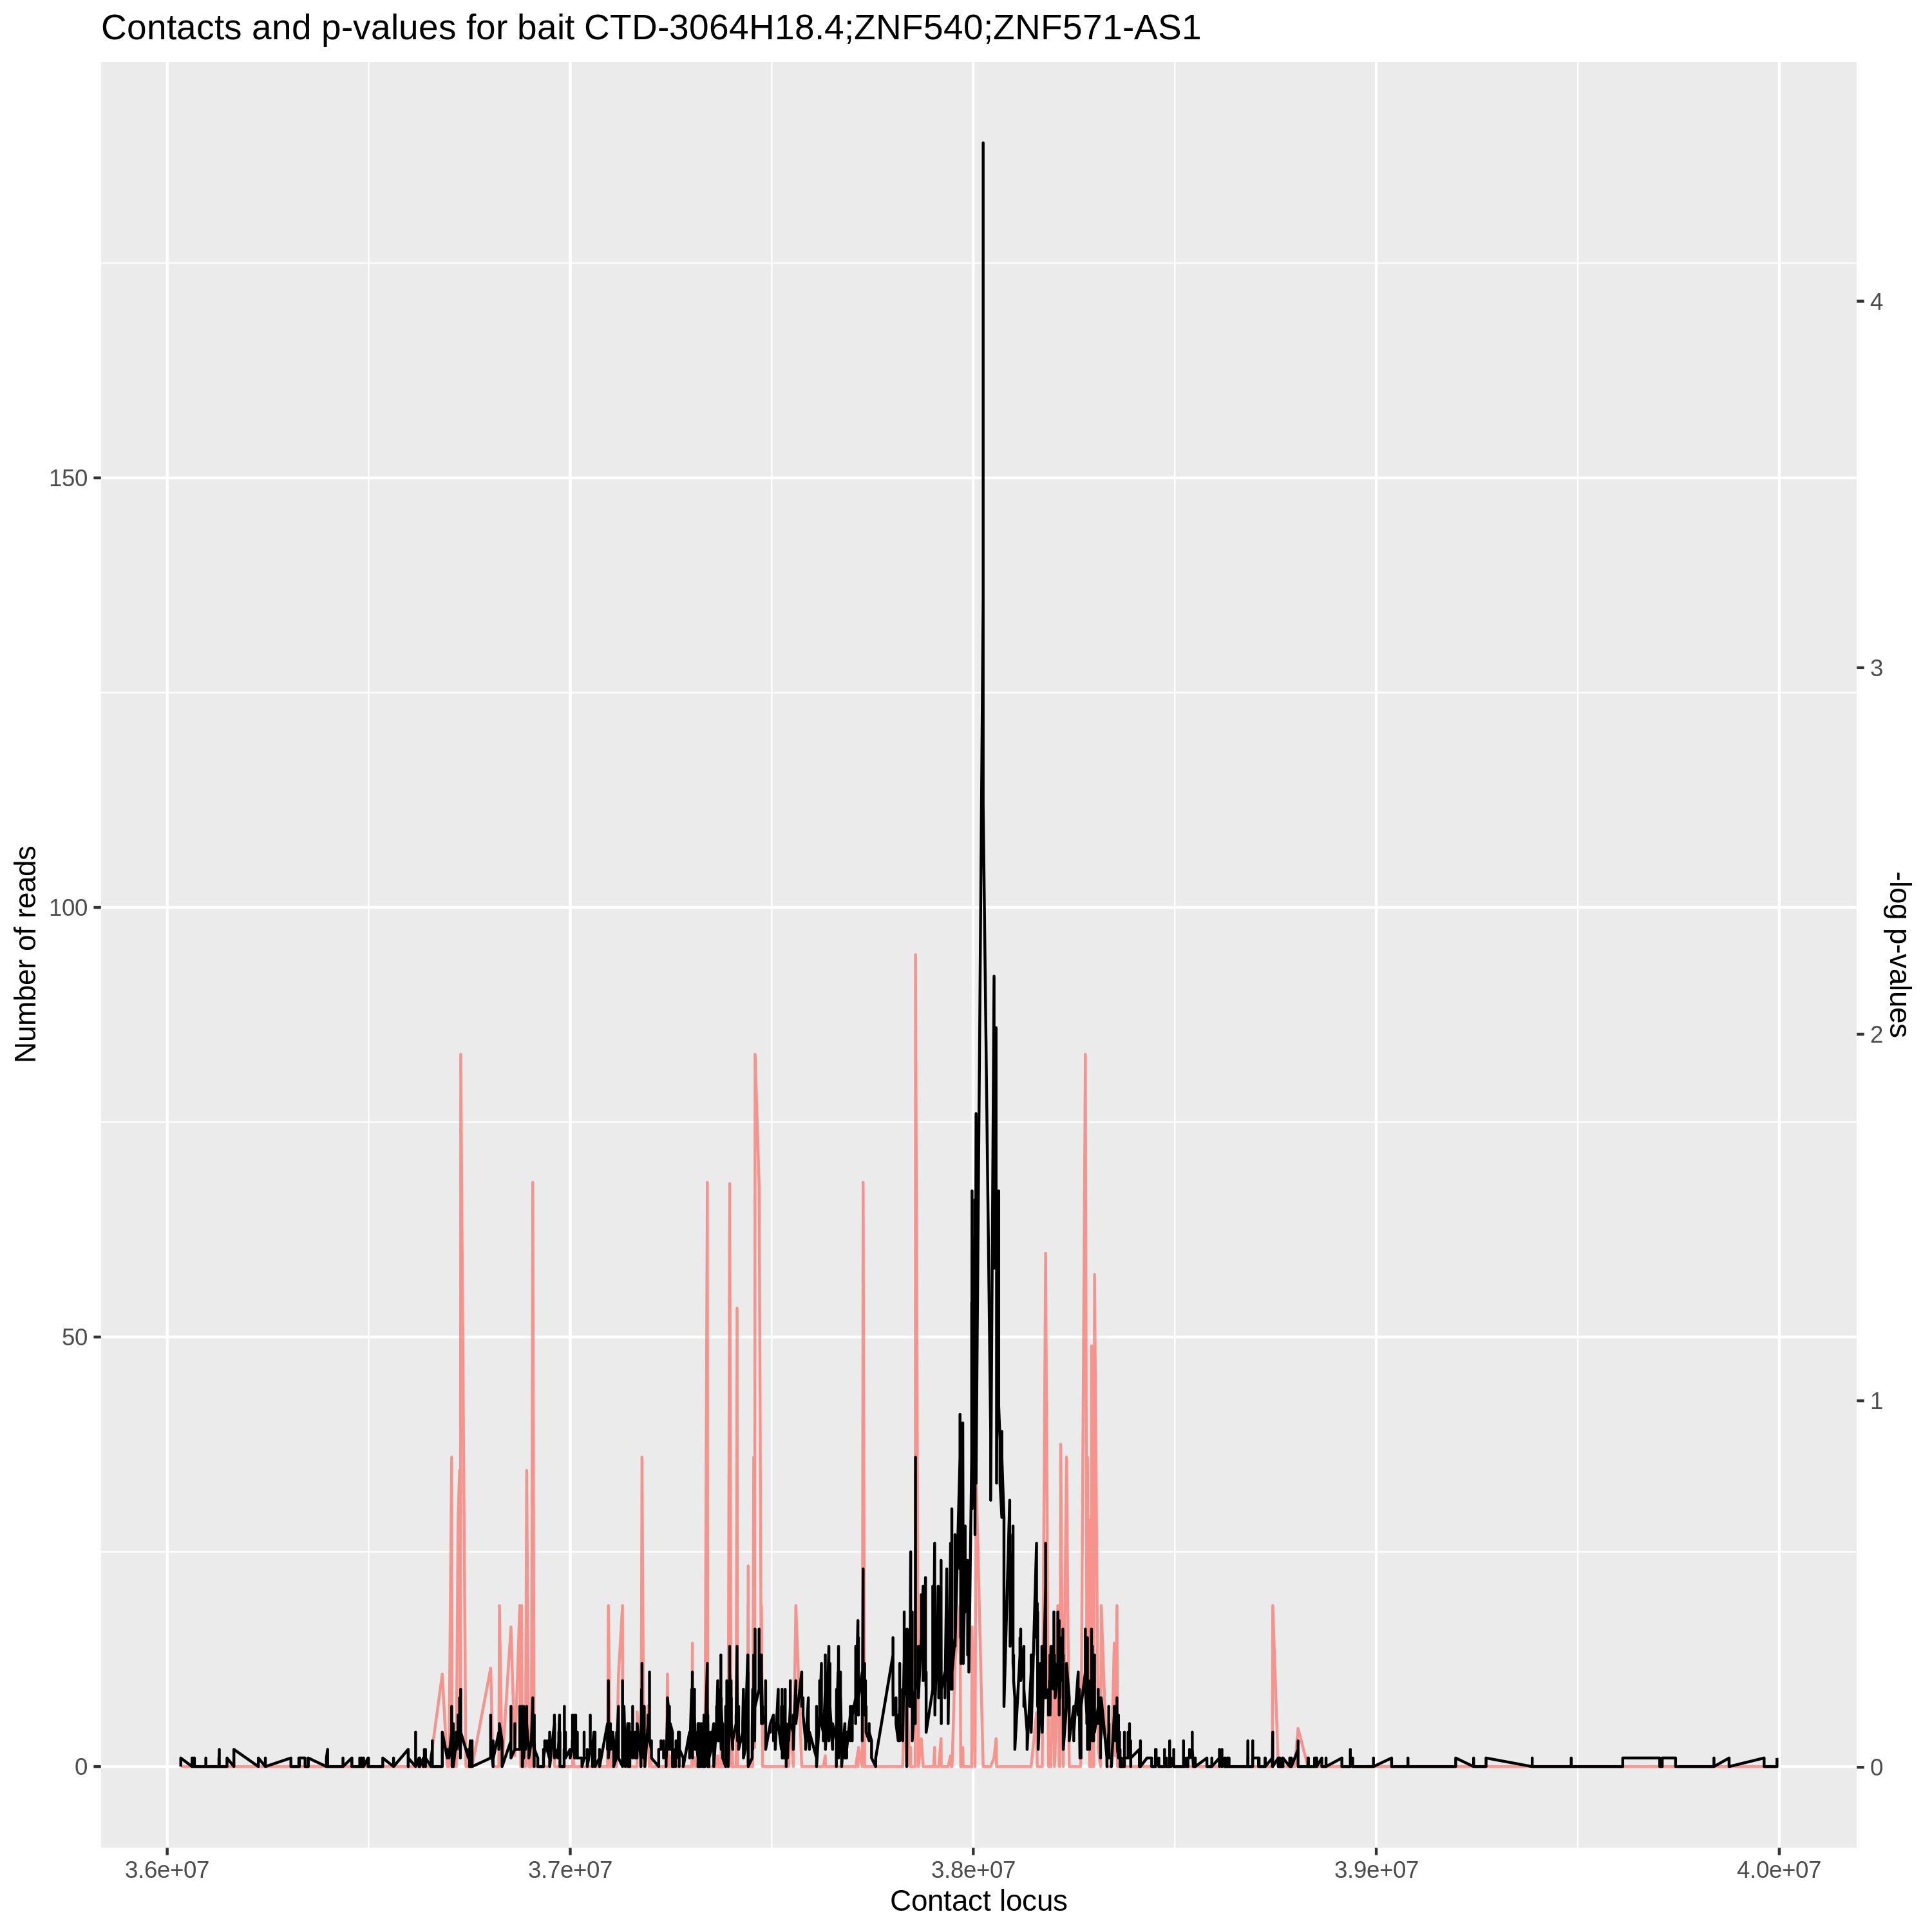 Contacts and p-values for bait CTD-3064H18.4;ZNF540;ZNF571-AS1
Number of reads
150
100
50
0
4
3
2
1
0
-log p-values
3.6e+07
3.7e+07
3.8e+07
3.9e+07
4.0e+07
Contact locus